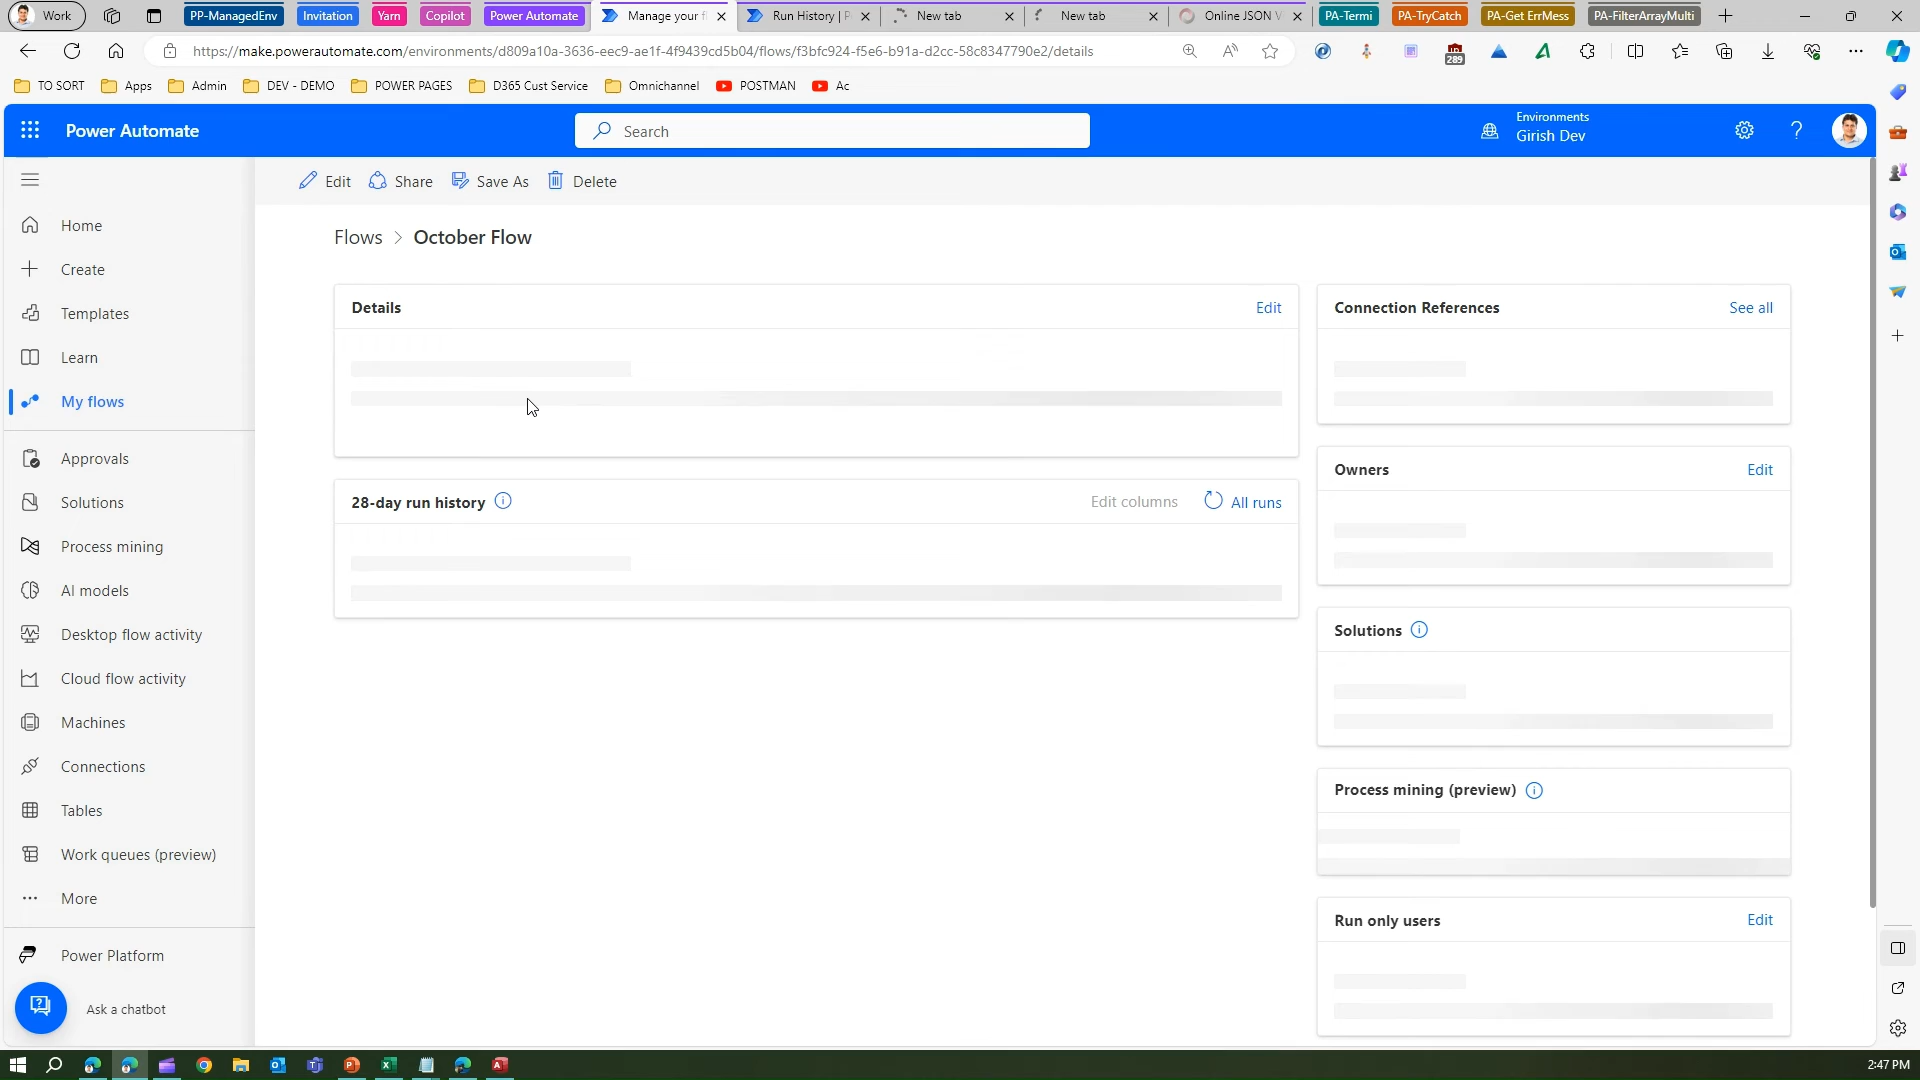 Work
PP-ManagedEnv
Invitation
Yarn
Copilot
Power Automate
Manage your fl
Run History | P
New tab
New tab
Online JSON V
PA-Termi
PA-TryCatch
PA-Get ErrMess
PA-FilterArrayMulti
https://make.powerautomate.com/environments/d809a10a-3636-eec9-ae1f-4f9439cd5b04/flows/f3bfc924-f5e6-b91a-d2cc-58c8347790e2/details
289
TO SORT
Apps
Admin
DEV - DEMO
POWER PAGES
D365 Cust Service
Omnichannel
POSTMAN
Ac
Power Automate
Search
Environments
Girish Dev
Edit
Share
Save As
Delete
Home
Create
Templates
Learn
My flows
Approvals
Solutions
Process mining
AI models
Desktop flow activity
Cloud flow activity
Machines
Connections
Tables
Work queues (preview)
More
Power Platform
Ask a chatbot
Flows > October Flow
Details
Edit
28-day run history
Edit columns
All runs
Connection References
See all
Owners
Edit
Solutions
Process mining (preview)
Run only users
Edit
2:47 PM